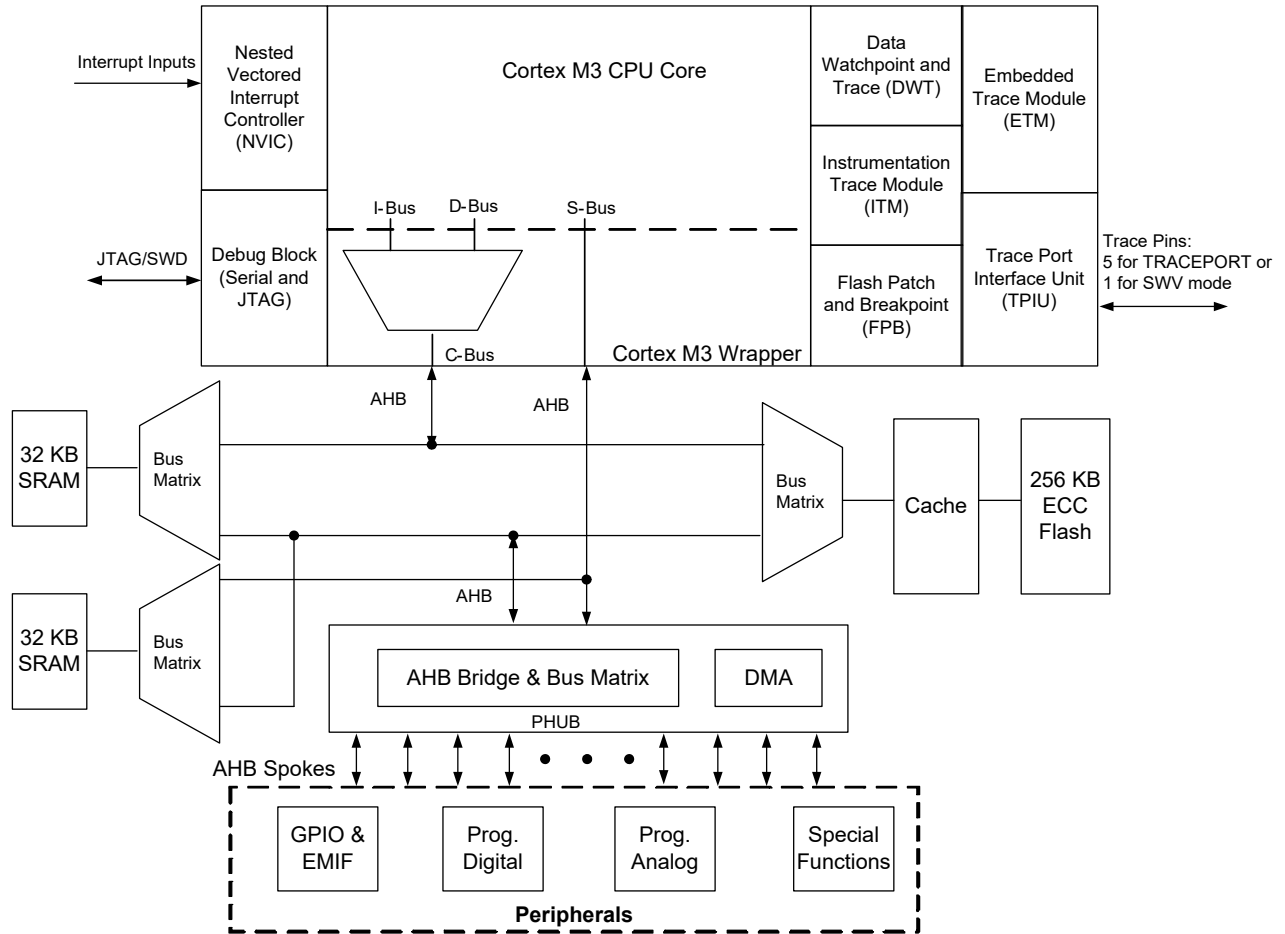 Interrupt Inputs
Nested
Vectored
Interrupt
Controller
(NVIC)
Cortex M3 CPU Core
Data
Watchpoint and
Trace (DWT)
Embedded
Trace Module
(ETM)
Instrumentation
Trace Module
(ITM)
I-Bus
D-Bus
S-Bus
JTAG/SWD
Debug Block
(Serial and
JTAG)
Flash Patch
and Breakpoint
(FPB)
Trace Port
Interface Unit
(TPIU)
Trace Pins:
5 for TRACEPORT or
1 for SWV mode
C-Bus
Cortex M3 Wrapper
AHB
AHB
32 KB
SRAM
Bus
Matrix
Bus
Matrix
Cache
256 KB
ECC
Flash
AHB
32 KB
SRAM
Bus
Matrix
AHB Bridge & Bus Matrix
DMA
PHUB
AHB Spokes
GPIO &
EMIF
Prog.
Digital
Prog.
Analog
Special
Functions
Peripherals